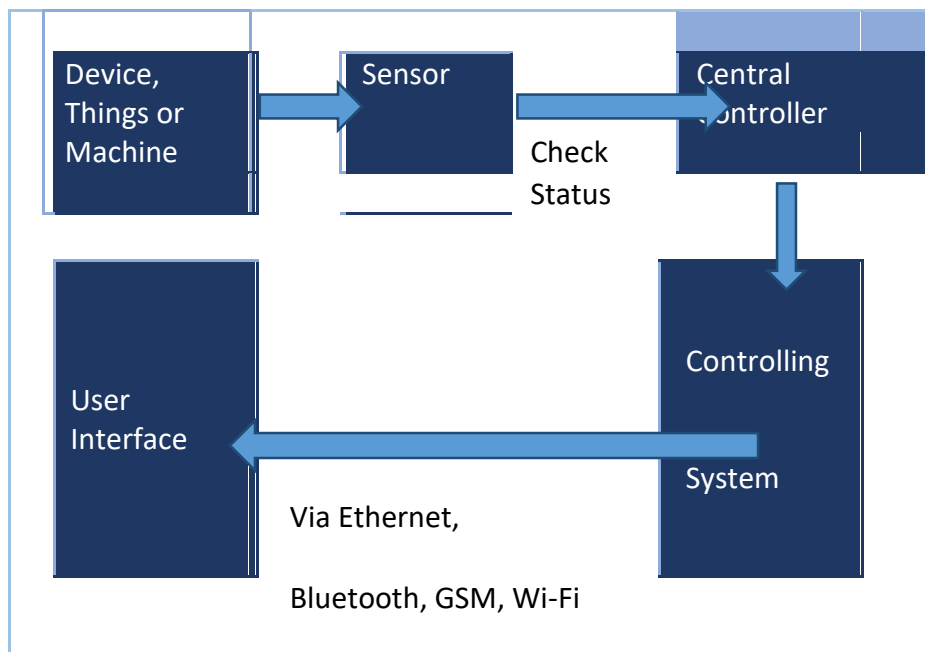 Device,
Things or
Machine
Sensor
Check
Status
Central
Controller
User
Interface
Via Ethernet,
Bluetooth, GSM, Wi-Fi
Controlling
System